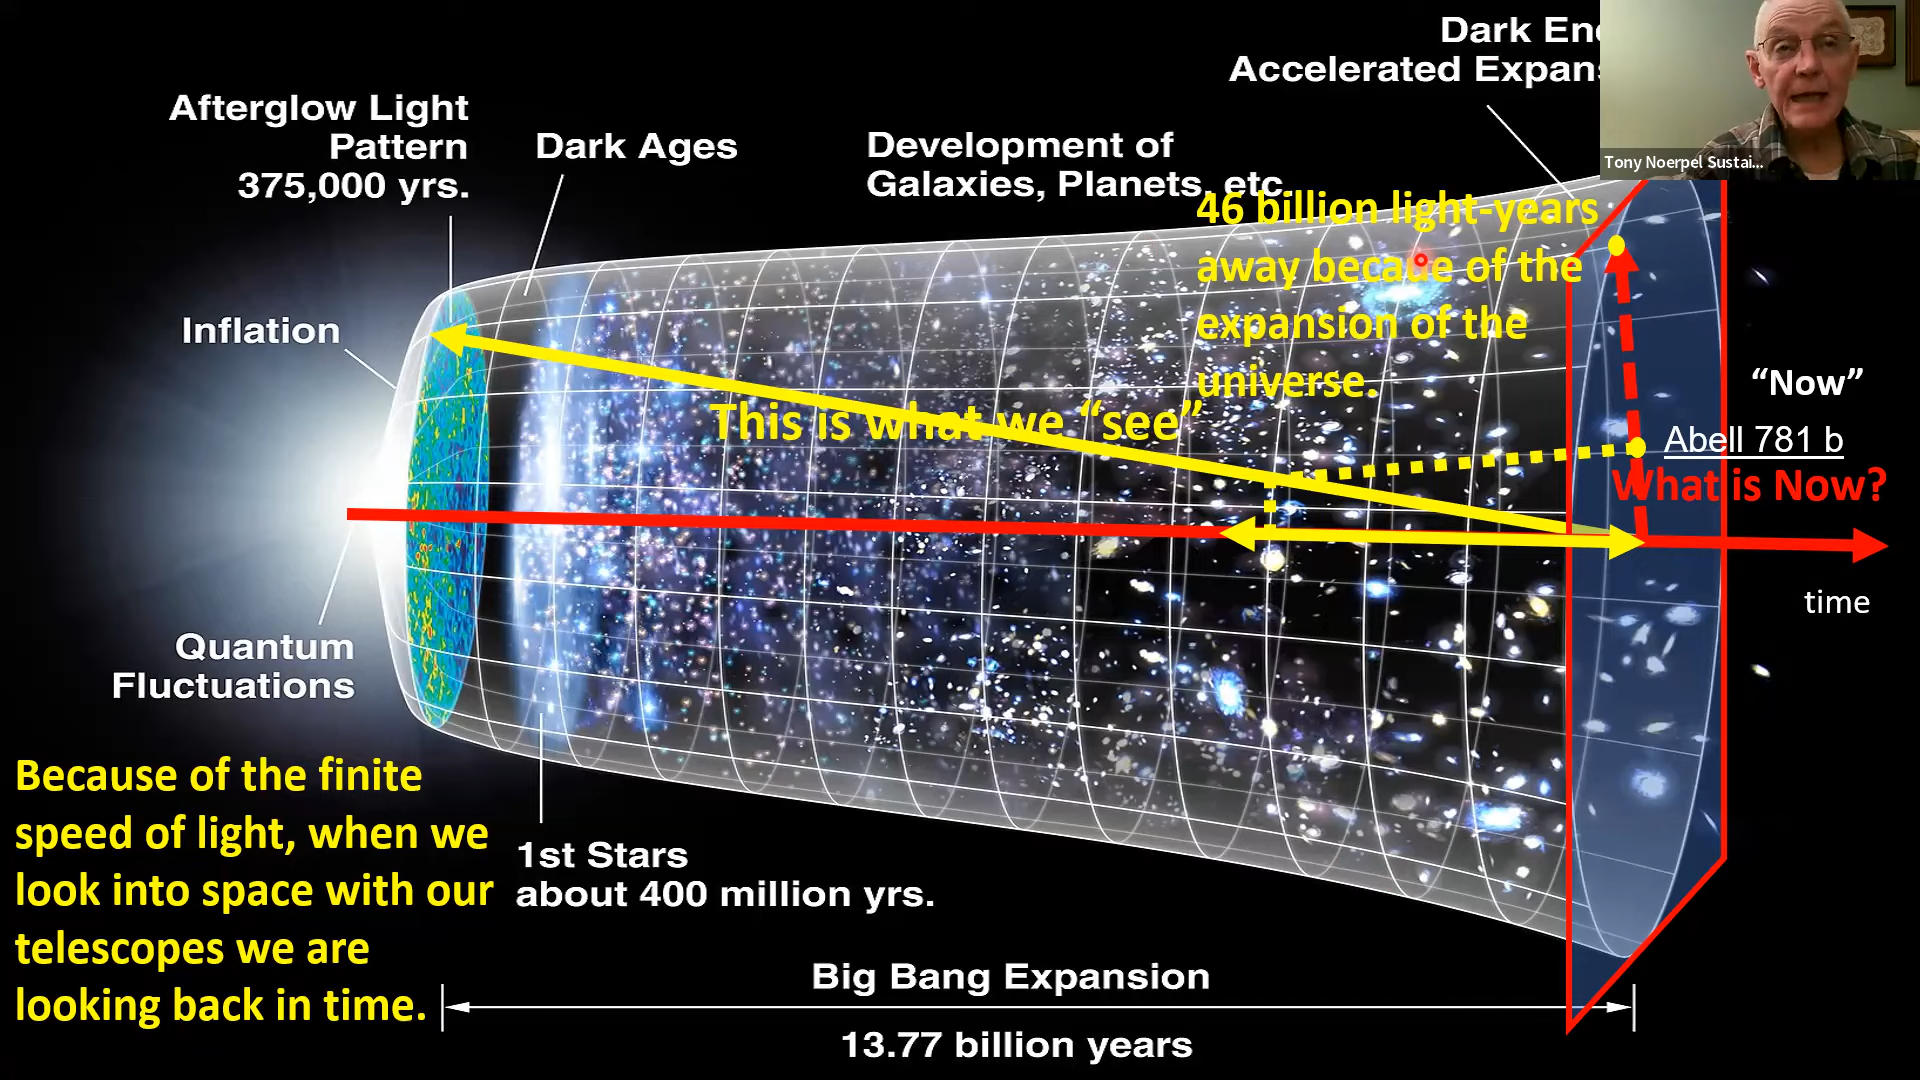 Dark Ene
Accelerated Expans
Tony Noerpel Sustai...
Afterglow Light
Pattern
375,000 yrs.
Dark Ages
Development of
Galaxies, Planets, etc.
46 billion light-years
away becaue of the
expansion of the
universe.
Inflation
This is what we “see”
“Now”
Abell 781 b
What is Now?
time
Quantum
Fluctuations
Because of the finite
speed of light, when we
look into space with our
telescopes we are
looking back in time.
1st Stars
about 400 million yrs.
Big Bang Expansion
13.77 billion years